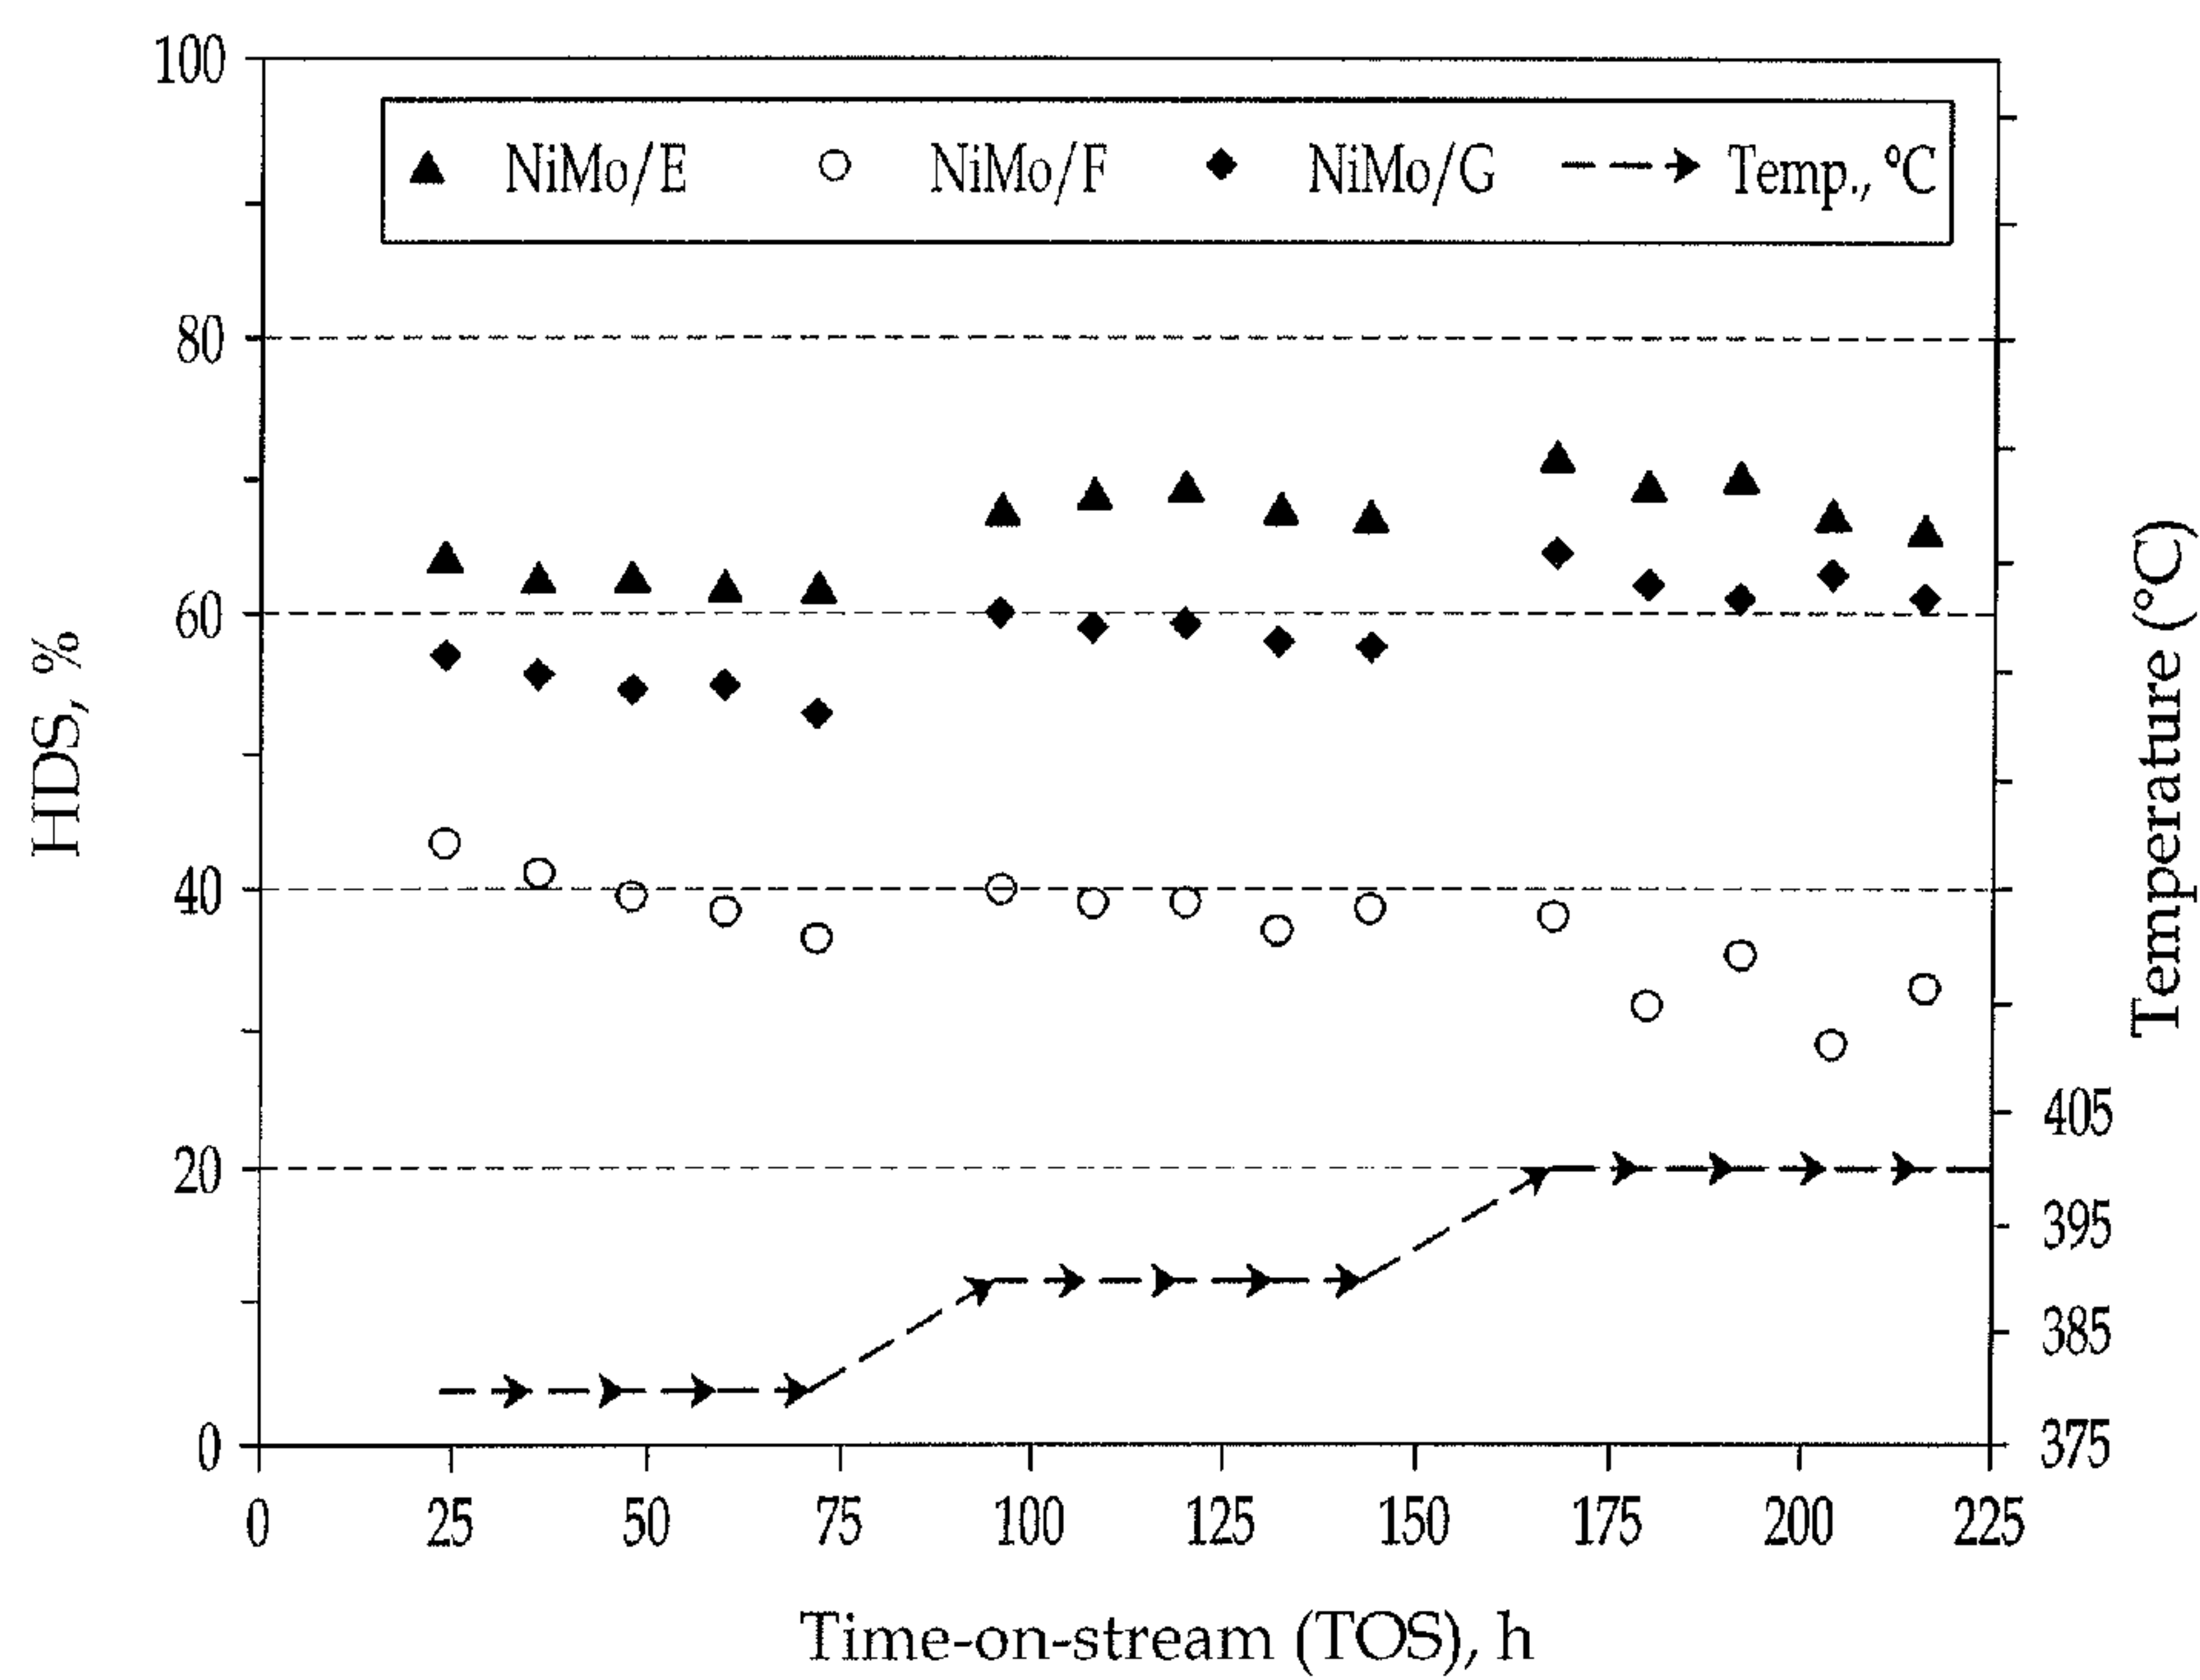 100
80
60
40
20
0
HDS, %
NiMo/E NiMo/F NiMo/G Temp., ºC
Temperature (°C)
405
395
385
375
0 25 50 75 100 125 150 175 200 225
Time-on-stream (TOS), h